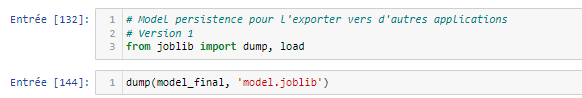 Entrée [132]: 1 # Model persistence pour l'exporter vers d'autres applications
2 # Version 1
3 from joblib import dump, load
Entrée [144]: 1 dump(model_final, 'model.joblib')